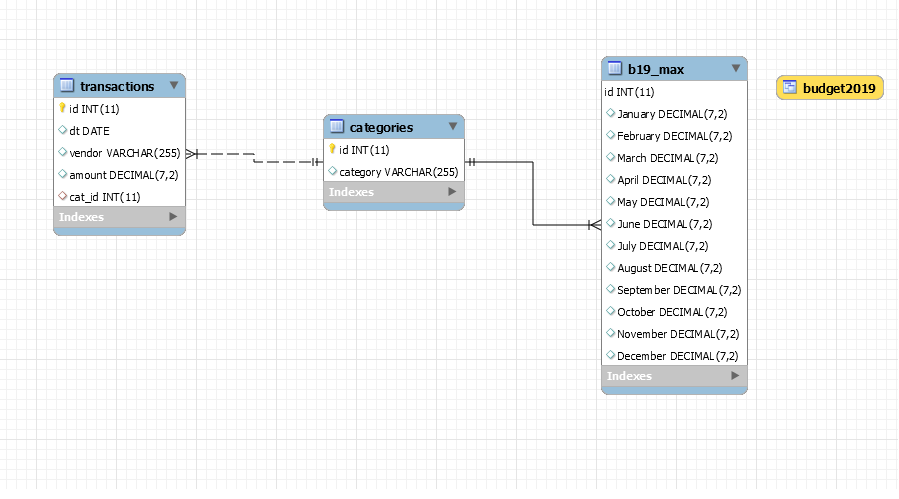 transactions
id INT(11)
dt DATE
vendor VARCHAR(255)
amount DECIMAL(7,2)
cat_id INT(11)
Indexes
categories
id INT(11)
category VARCHAR(255)
Indexes
b19_max
id INT(11)
January DECIMAL(7,2)
February DECIMAL(7,2)
March DECIMAL(7,2)
April DECIMAL(7,2)
May DECIMAL(7,2)
June DECIMAL(7,2)
July DECIMAL(7,2)
August DECIMAL(7,2)
September DECIMAL(7,2)
October DECIMAL(7,2)
November DECIMAL(7,2)
December DECIMAL(7,2)
Indexes
budget2019